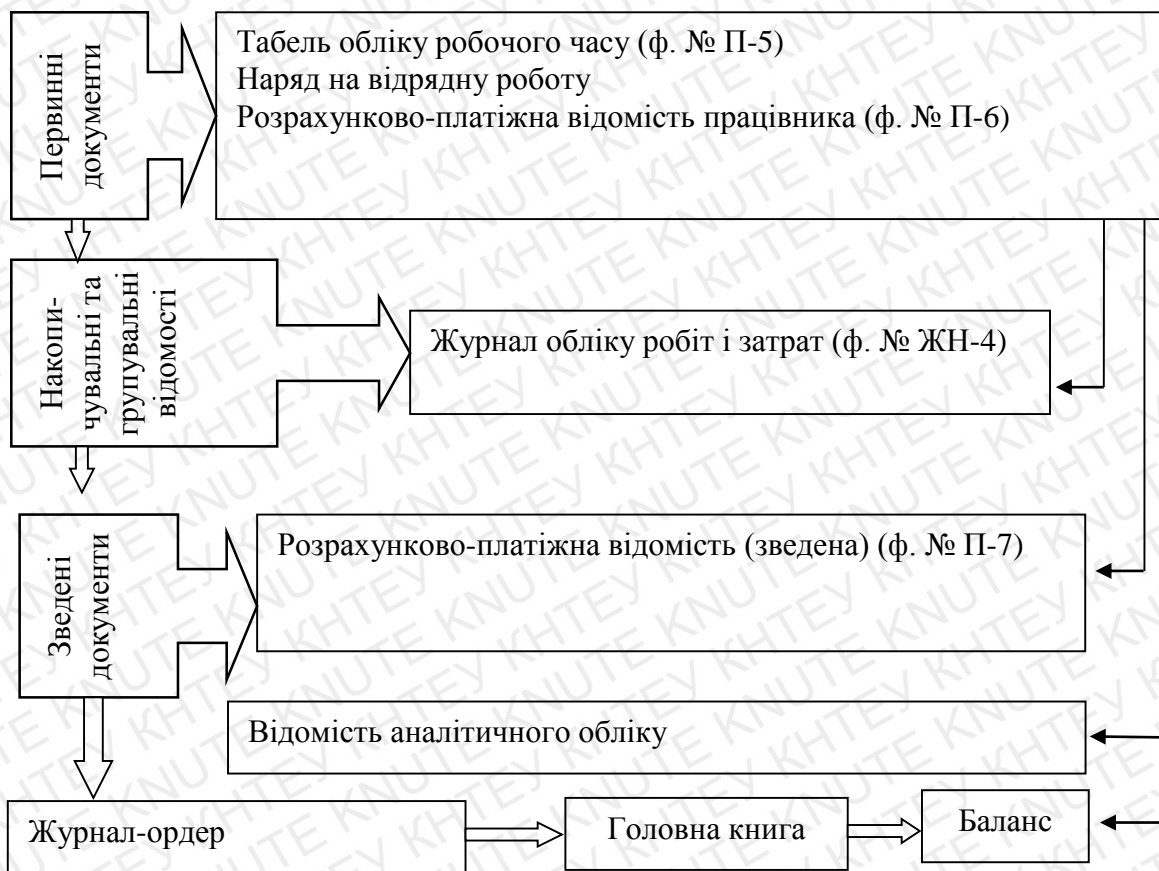 Первинні
документи
Табель обліку робочого часу (ф. № П-5)
Наряд на відрядну роботу
Розрахунково-платіжна відомість працівника (ф. № П-6)
Накопи-
чувальні та
групувальні
відомості
Журнал обліку робіт і затрат (ф. № ЖН-4)
Зведені
документи
Розрахунково-платіжна відомість (зведена) (ф. № П-7)
Відомість аналітичного обліку
Журнал-ордер
Головна книга
Баланс